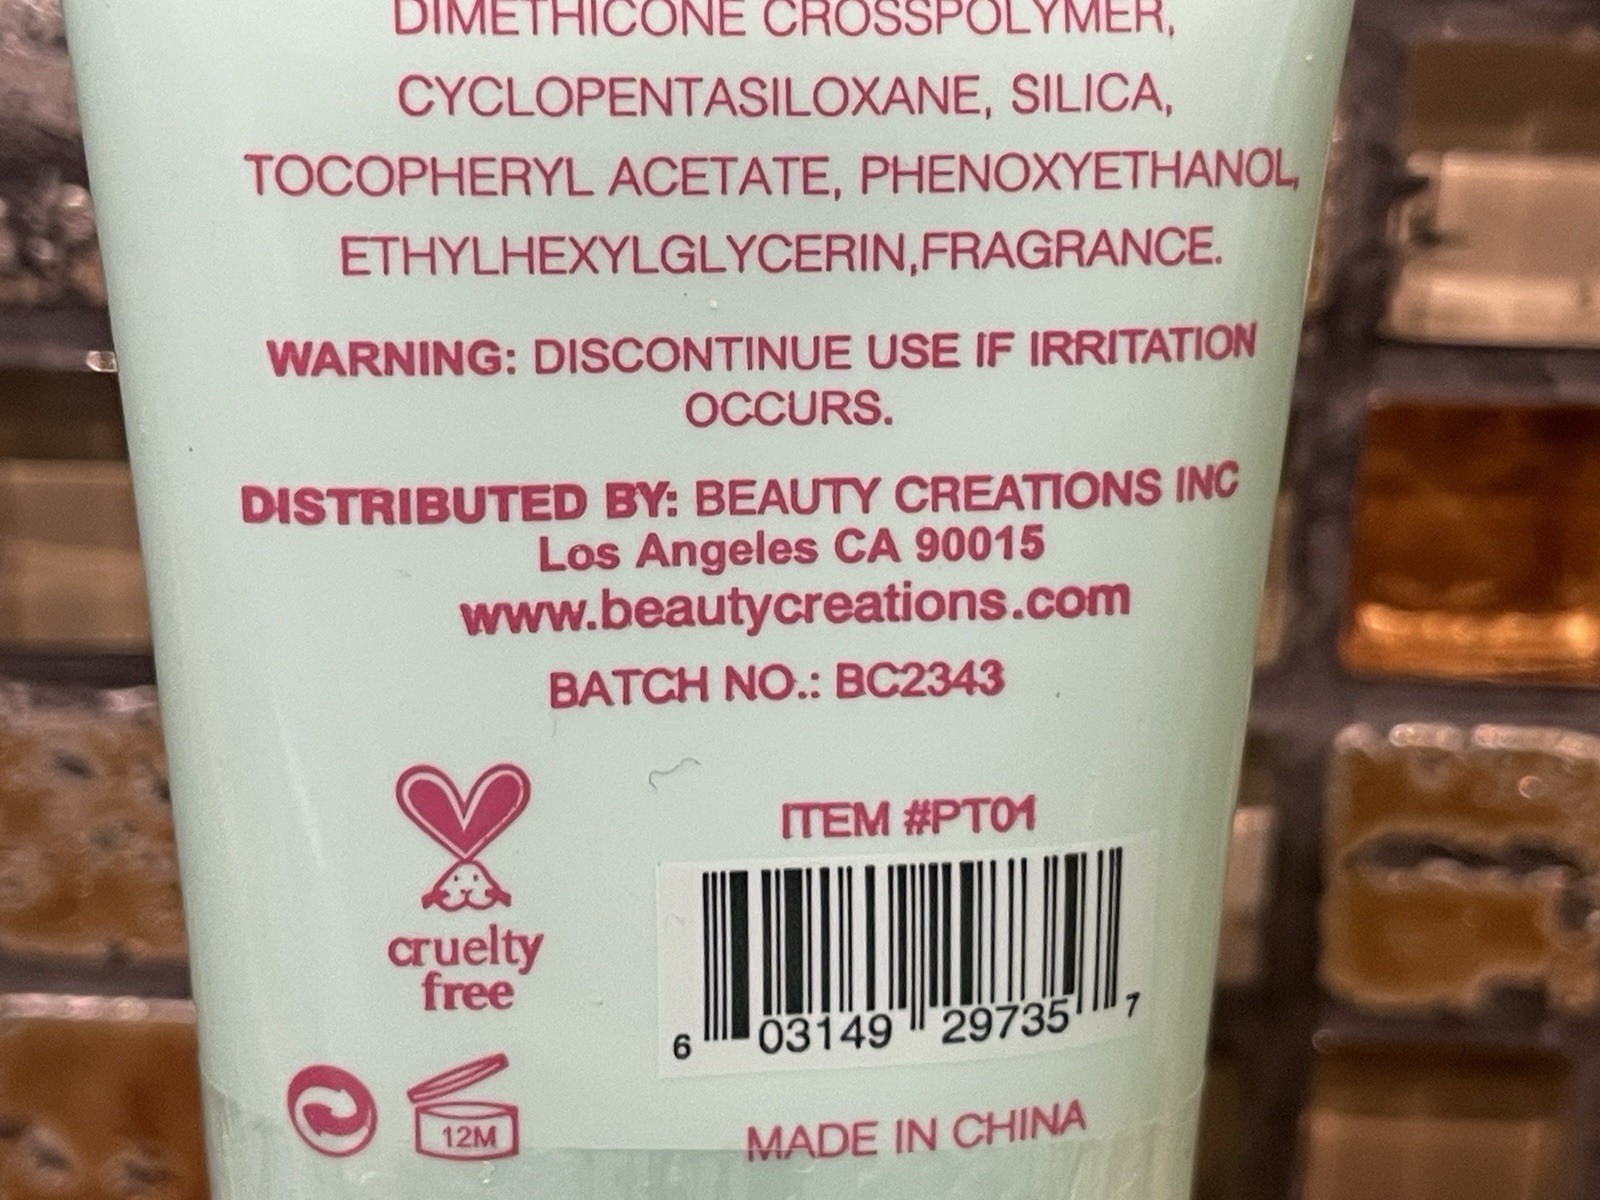 DIMETHICONE CROSSPOLYMER,
CYCLOPENTASILOXANE, SILICA,
TOCOPHERYL ACETATE, PHENOXYETHANOL,
ETHYLHEXYLGLYCERIN,FRAGRANCE.
WARNING: DISCONTINUE USE IF IRRITATION
OCCURS.
DISTRIBUTED BY: BEAUTY CREATIONS INC
Los Angeles CA 90015
www.beautycreations.com
BATCH NO.: BC2343
ITEM #PT01
cruelty
free
6 03149 29735 7
12M
MADE IN CHINA